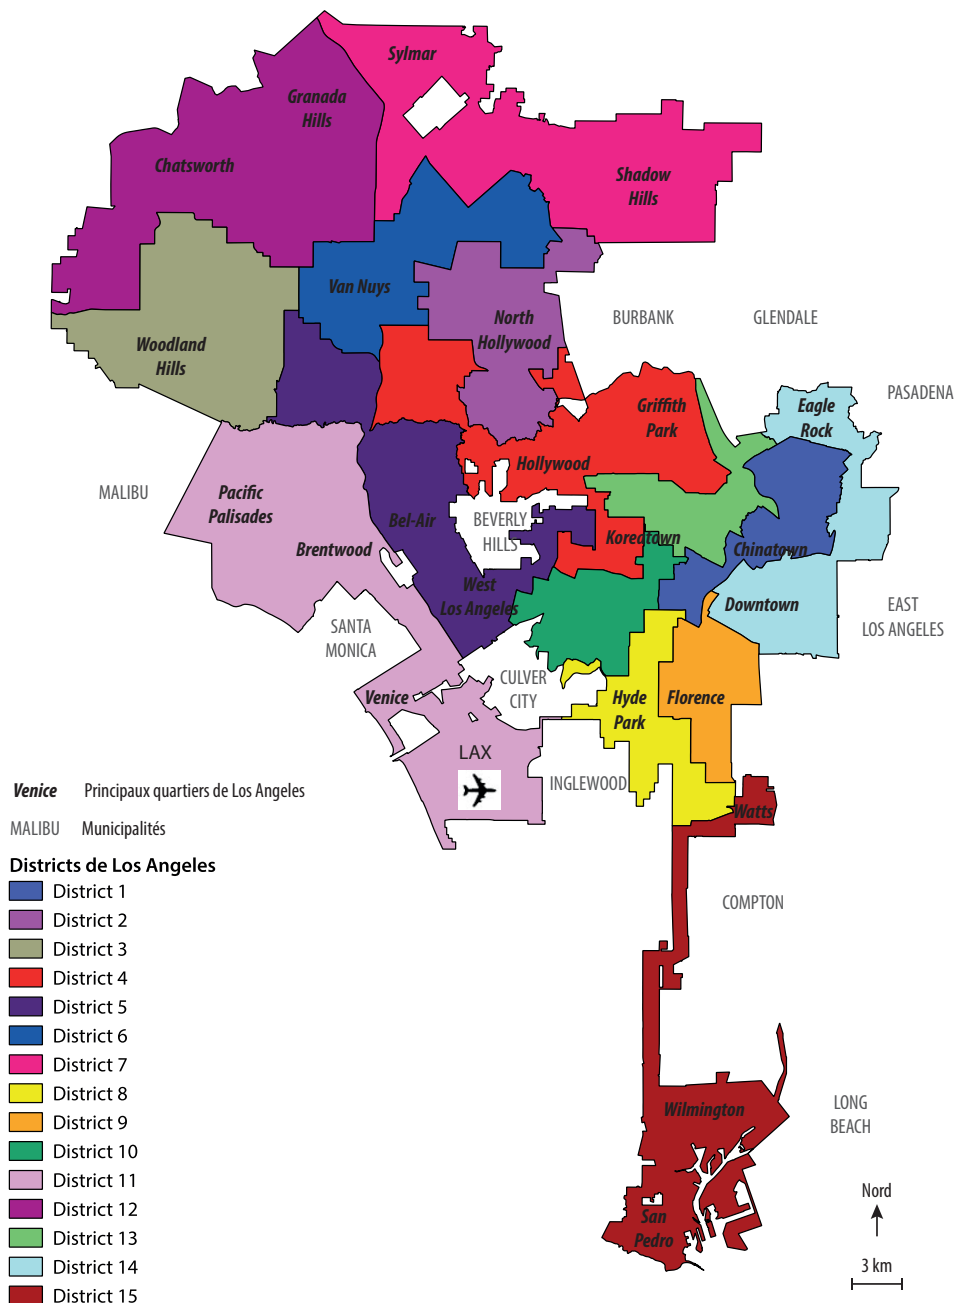 Sylmar
Granada
Hills
Chatsworth
Shadow
Hills
Van Nuys
North
Hollywood
BURBANK
GLENDALE
Woodland
Hills
PASADENA
Eagle
Rock
Griffith
Park
Hollywood
MALIBU
Pacific
Palisades
Bel-Air
BEVERLY
HILLS
Brentwood
Koreatown
Chinatown
West
Los Angeles
Downtown
EAST
LOS ANGELES
SANTA
MONICA
CULVER
CITY
Venice
Hyde
Park
Florence
LAX
INGLEWOOD
Watts
Venice Principaux quartiers de Los Angeles
MALIBU Municipalités
Districts de Los Angeles
District 1
District 2
District 3
District 4
District 5
District 6
District 7
District 8
District 9
District 10
District 11
District 12
District 13
District 14
District 15
COMPTON
Wilmington
LONG
BEACH
San
Pedro
Nord
3 km